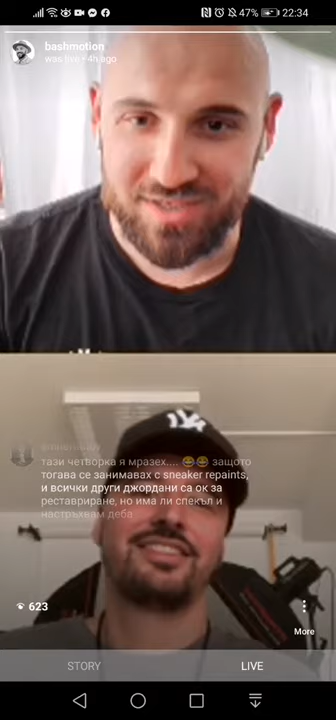 47% 22:34
bashmotion
was live • 4h ago
тази четворка я мразех.... 😂😂 защото
тогава се занимавах с sneaker repaints,
и всички други джордани са ок за
реставриране, но има ли спекъл и
настръхвам деба
623
More
STORY LIVE